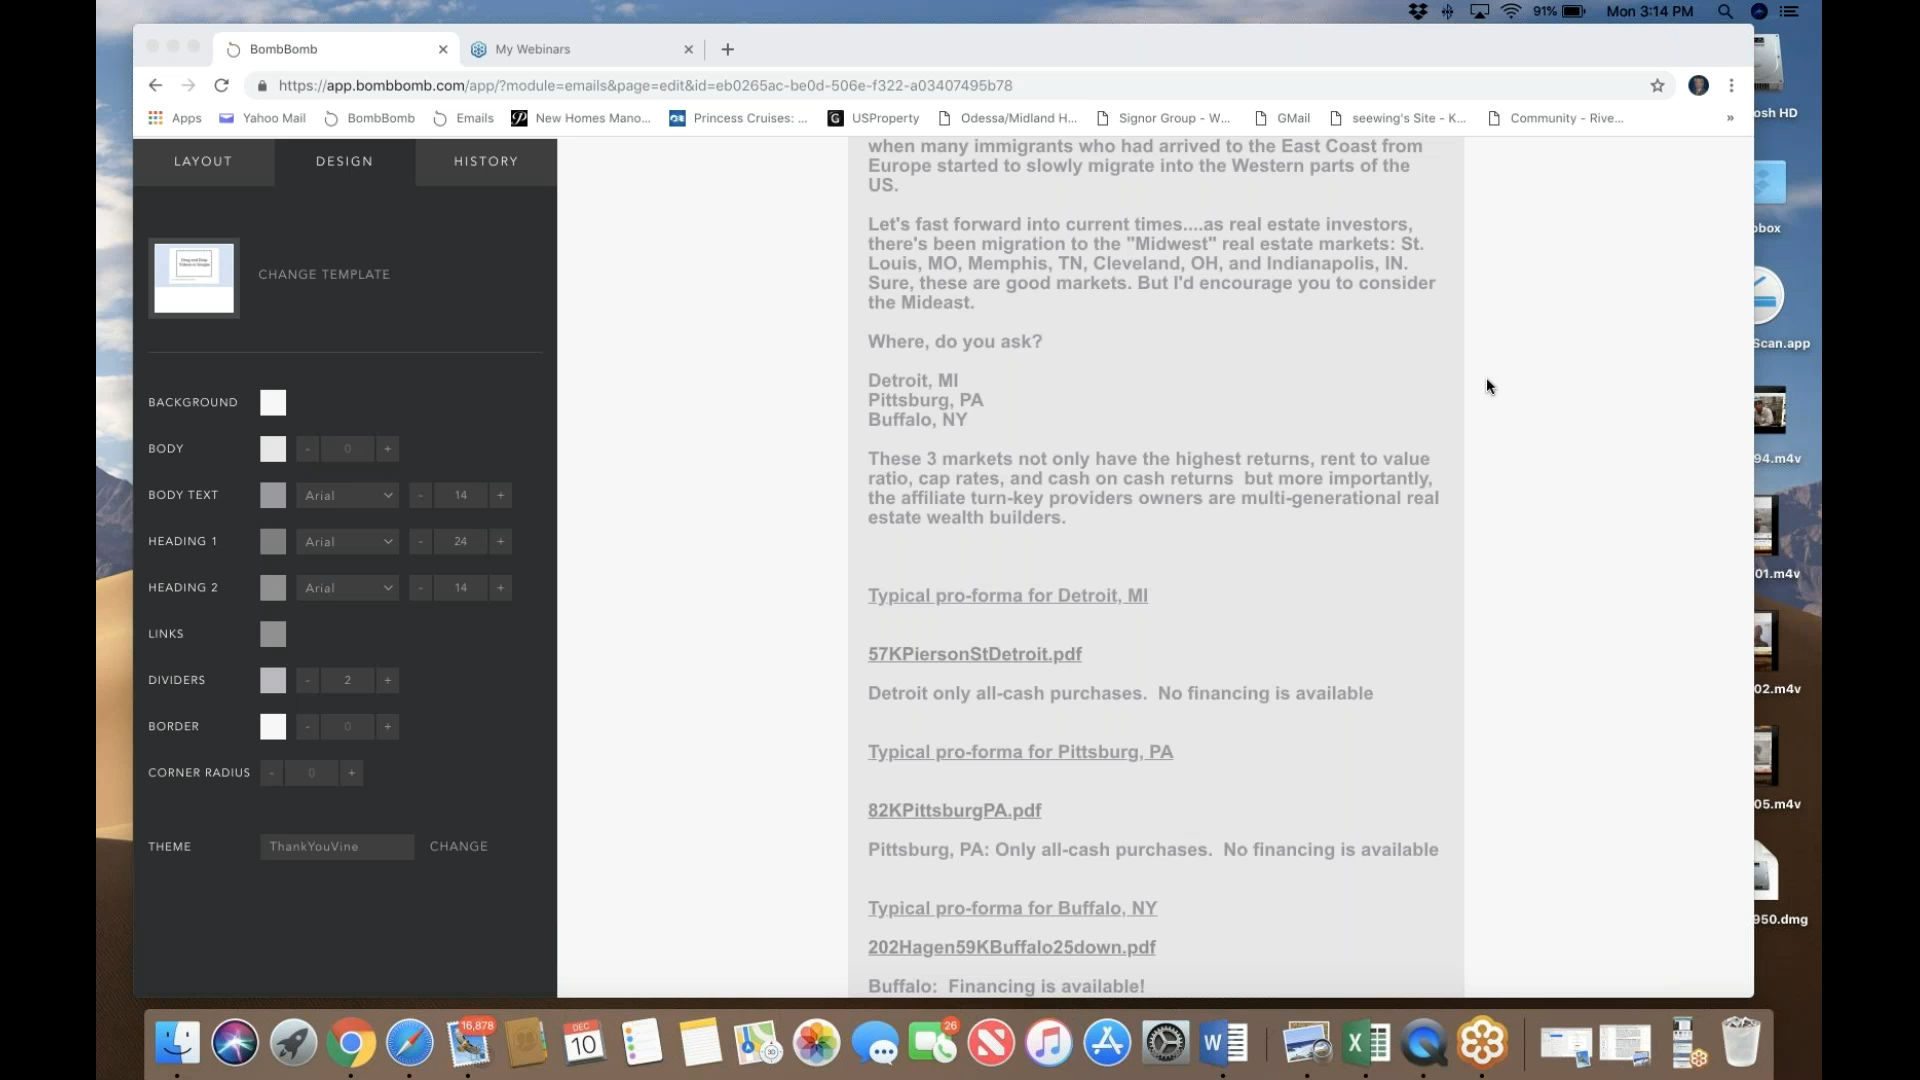 91% Mon 3:14 PM
BombBomb
My Webinars
https://app.bombbomb.com/app/?module=emails&page=edit&id=eb0265ac-be0d-506e-f322-a03407495b78
Apps Yahoo Mail BombBomb Emails New Homes Mano... Princess Cruises: ... USProperty Odessa/Midland H... Signor Group - W... GMail seewing's Site - K... Community - Rive... »
LAYOUT DESIGN HISTORY
CHANGE TEMPLATE
BACKGROUND
BODY - 0 +
BODY TEXT Arial - 14 +
HEADING 1 Arial - 24 +
HEADING 2 Arial - 14 +
LINKS
DIVIDERS - 2 +
BORDER - 0 +
CORNER RADIUS - 0 +
THEME ThankYouVine CHANGE
when many immigrants who had arrived to the East Coast from
Europe started to slowly migrate into the Western parts of the
US.
Let's fast forward into current times....as real estate investors,
there's been migration to the "Midwest" real estate markets: St.
Louis, MO, Memphis, TN, Cleveland, OH, and Indianapolis, IN.
Sure, these are good markets. But I'd encourage you to consider
the Mideast.
Where, do you ask?
Detroit, MI
Pittsburg, PA
Buffalo, NY
These 3 markets not only have the highest returns, rent to value
ratio, cap rates, and cash on cash returns  but more importantly,
the affiliate turn-key providers owners are multi-generational real
estate wealth builders.
Typical pro-forma for Detroit, MI
57KPiersonStDetroit.pdf
Detroit only all-cash purchases.  No financing is available
Typical pro-forma for Pittsburg, PA
82KPittsburgPA.pdf
Pittsburg, PA: Only all-cash purchases.  No financing is available
Typical pro-forma for Buffalo, NY
202Hagen59KBuffalo25down.pdf
Buffalo:  Financing is available!
osh HD
pbox
Scan.app
94.m4v
01.m4v
02.m4v
05.m4v
950.dmg
16,878
DEC
10
26